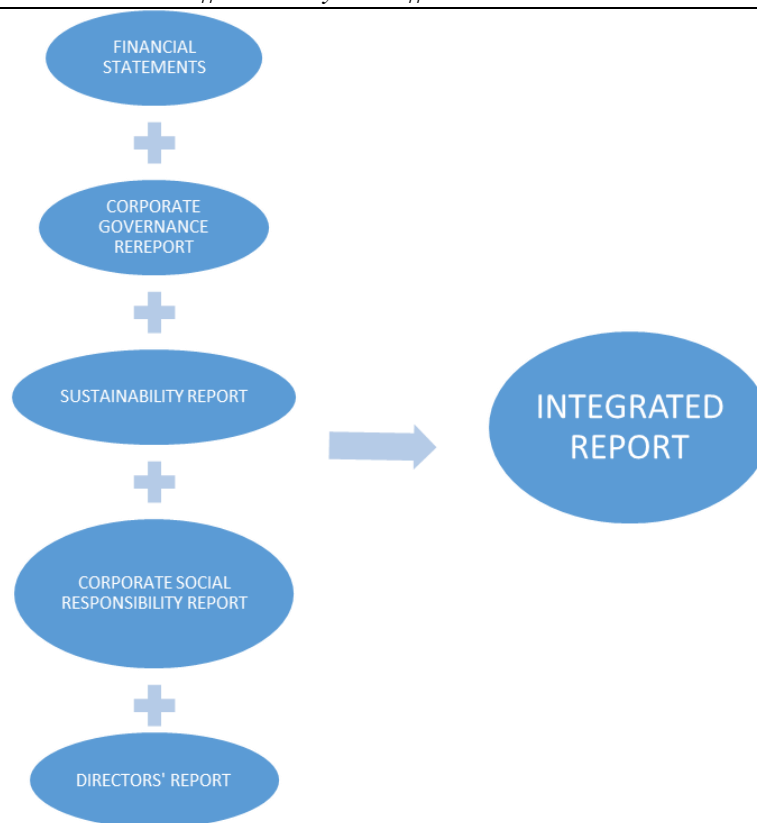 FINANCIAL
STATEMENTS
CORPORATE
GOVERNANCE
REREPORT
SUSTAINABILITY REPORT
CORPORATE SOCIAL
RESPONSIBILITY REPORT
DIRECTORS' REPORT
INTEGRATED
REPORT